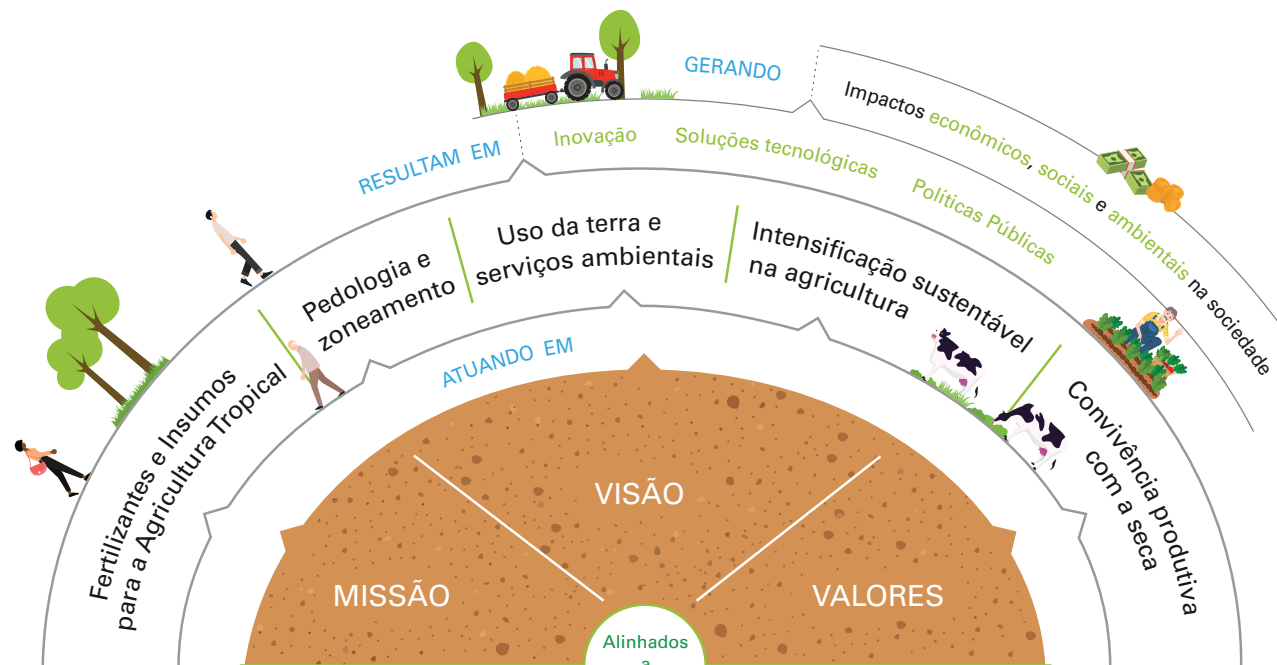 GERANDO
Impactos econômicos, sociais e ambientais na sociedade
RESULTAM EM
Inovação
Soluções tecnológicas
Políticas Públicas
Fertilizantes e Insumos
para a Agricultura Tropical
Pedologia e
zoneamento
Uso da terra e
serviços ambientais
Intensificação sustentável
na agricultura
Convivência produtiva
com a seca
ATUANDO EM
MISSÃO
VISÃO
VALORES
Alinhados
a